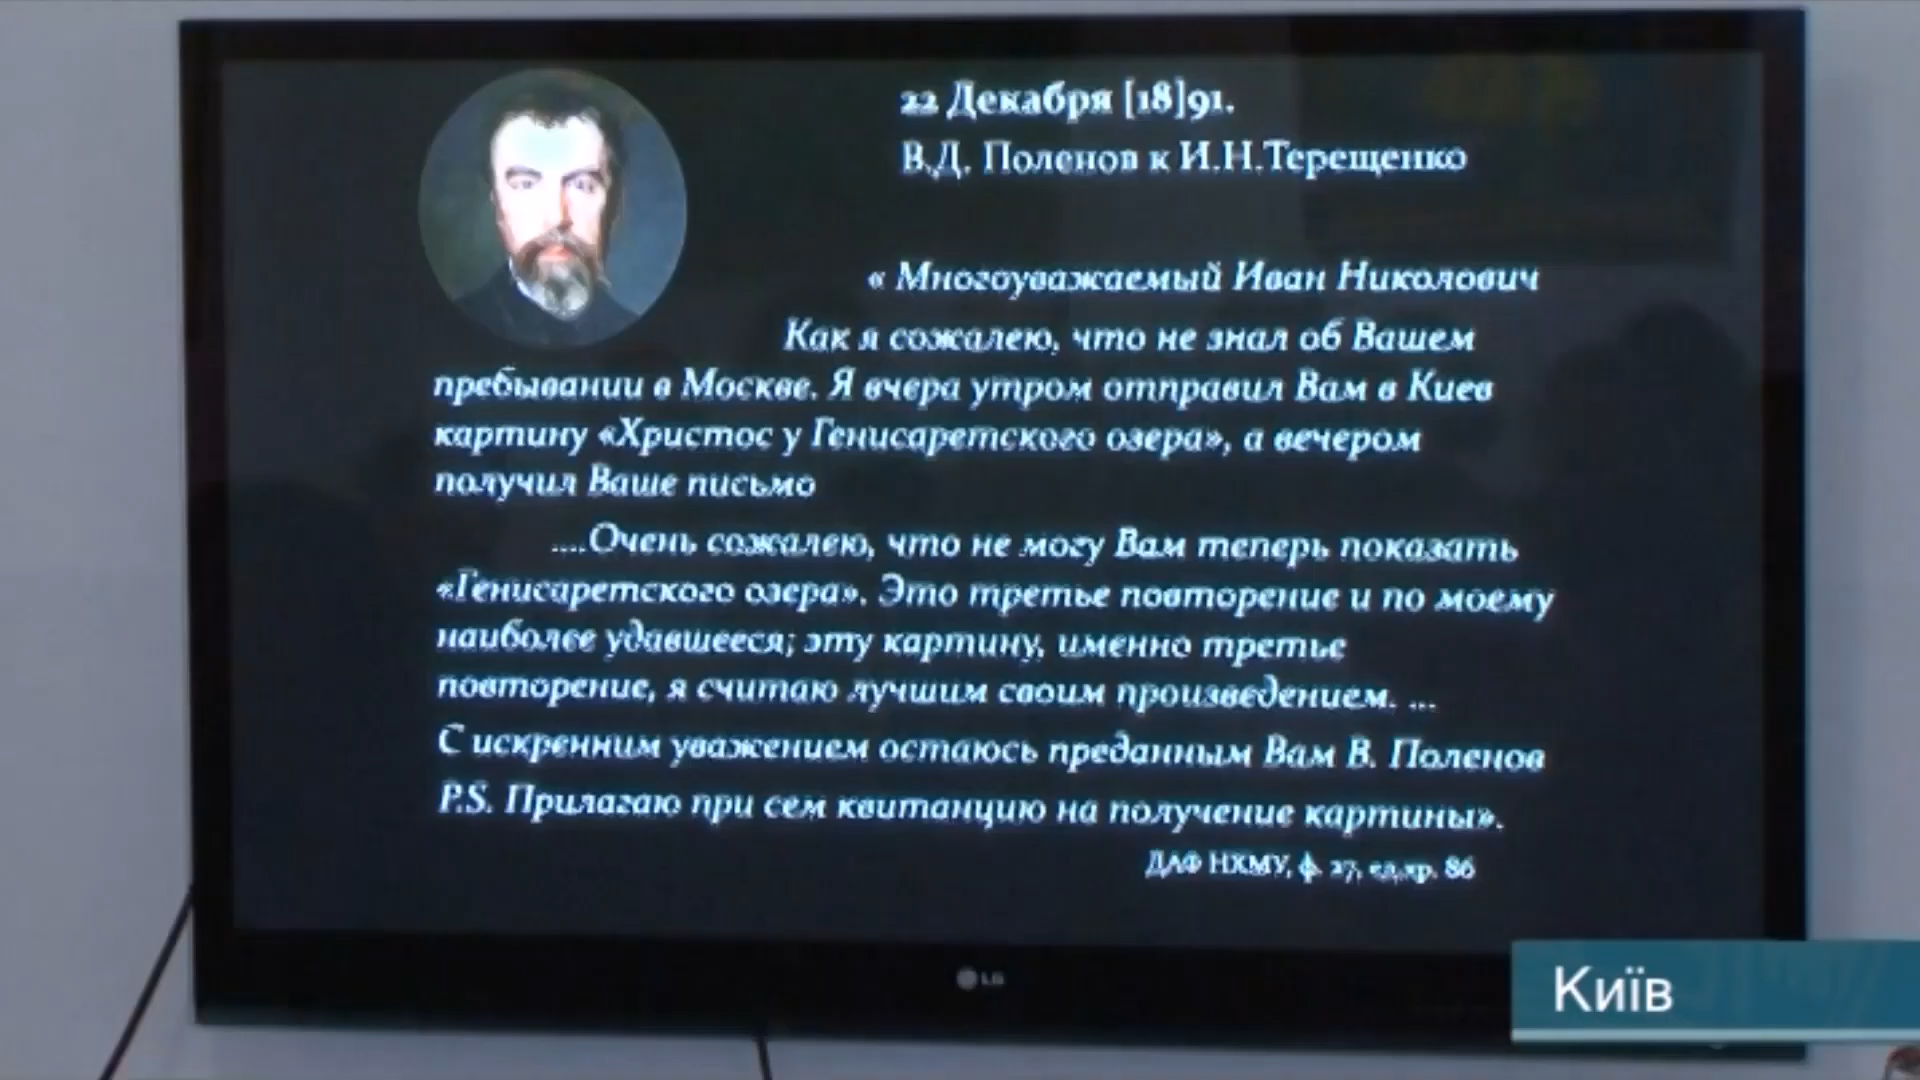 22 Декабря [18]91.
В.Д. Поленов к И.Н.Терещенко
« Многоуважаемый Иван Николович
Как я сожалею, что не знал об Вашем
пребывании в Москве. Я вчера утром отправил Вам в Киев
картину «Христос у Генисаретского озера», а вечером
получил Ваше письмо
....Очень сожалею, что не могу Вам теперь показать
«Генисаретского озера». Это третье повторение и по моему
наиболее удавшееся; эту картину, именно третье
повторение, я считаю лучшим своим произведением. ...
С искренним уважением остаюсь преданным Вам В. Поленов
P.S. Прилагаю при сем квитанцию на получение картины».
ДАФ НХМУ, ф. 27, ед.хр. 86
LG
Київ